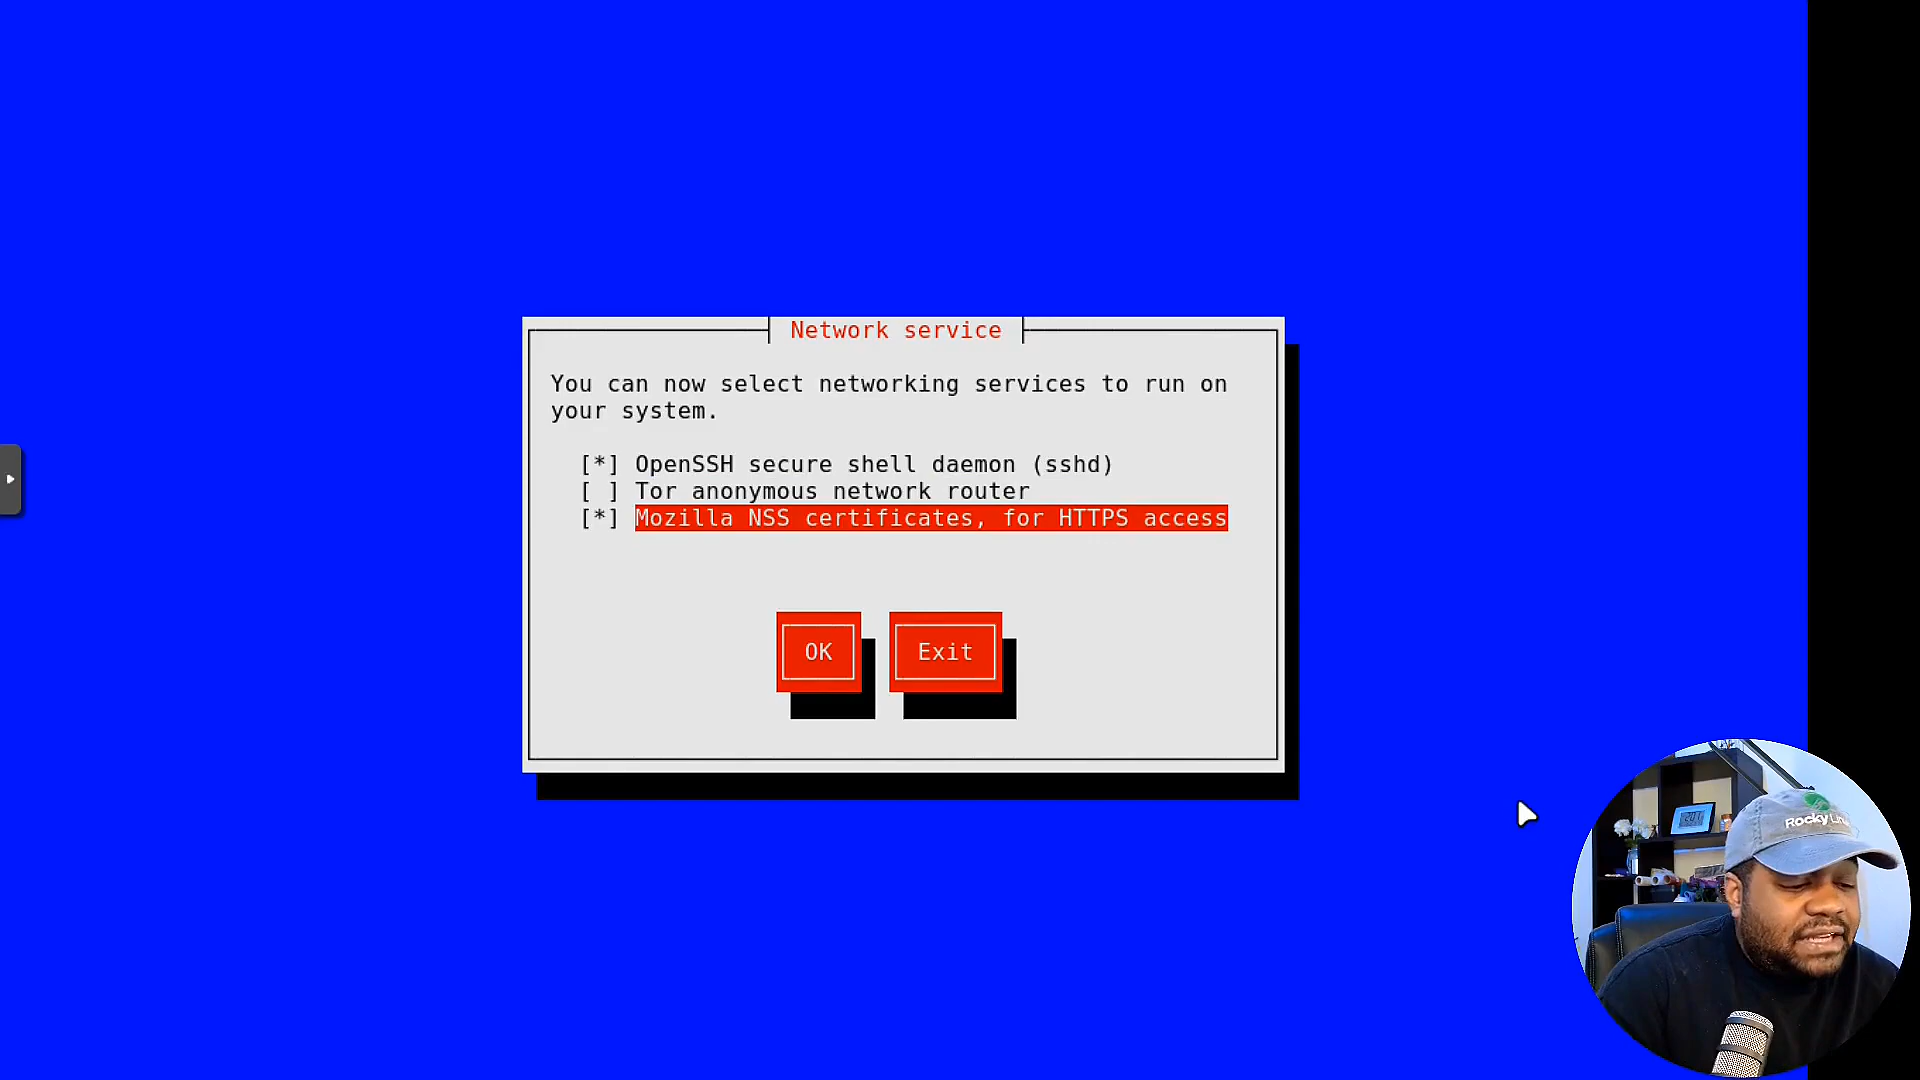 Network service
You can now select networking services to run on
your system.
[*] OpenSSH secure shell daemon (sshd)
[ ] Tor anonymous network router
[*] Mozilla NSS certificates, for HTTPS access
OK Exit
Rocky